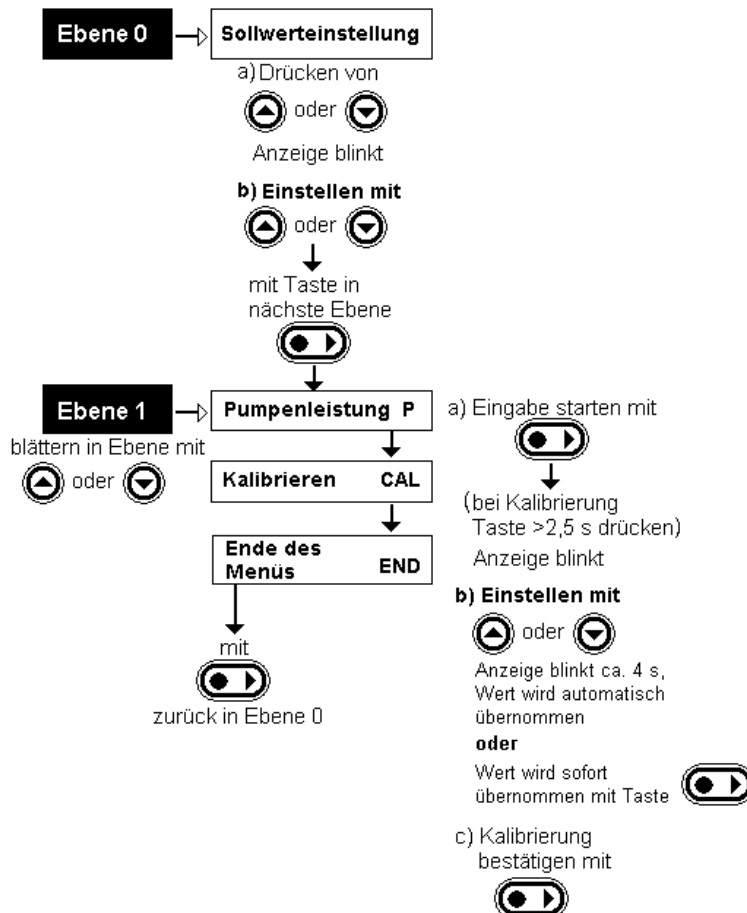 Ebene 0
Sollwerteinstellung
a) Drücken von
oder
Anzeige blinkt
b) Einstellen mit
oder
mit Taste in
nächste Ebene
Ebene 1
Pumpenleistung P
blättern in Ebene mit
oder
Kalibrieren CAL
Ende des
Menüs END
mit
zurück in Ebene 0
a) Eingabe starten mit
(bei Kalibrierung
Taste >2,5 s drücken)
Anzeige blinkt
b) Einstellen mit
oder
Anzeige blinkt ca. 4 s,
Wert wird automatisch
übernommen
oder
Wert wird sofort
übernommen mit Taste
c) Kalibrierung
bestätigen mit